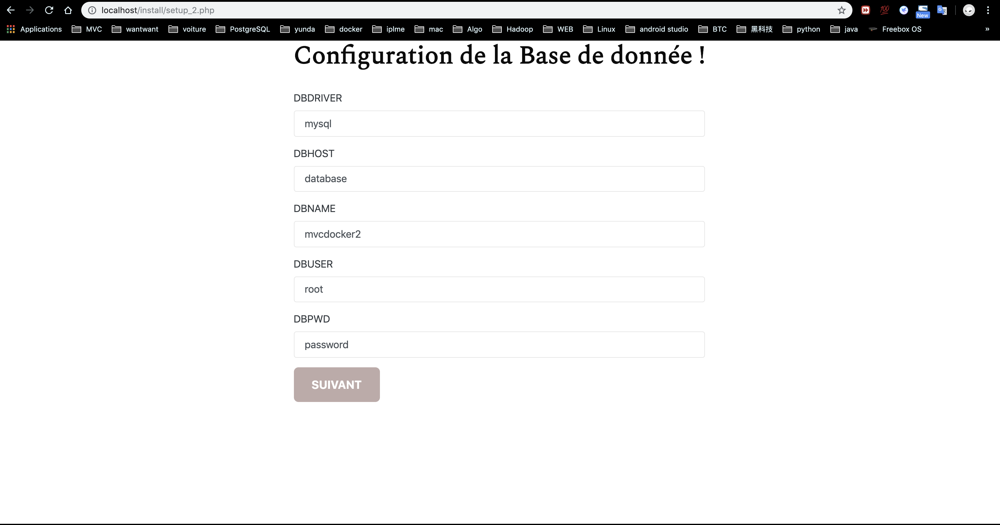 localhost/install/setup_2.php
100
New
Applications MVC wantwant voiture PostgreSQL yunda docker iplme mac Algo Hadoop WEB Linux android studio BTC 黑科技 python java Freebox OS »
Configuration de la Base de donnée !
DBDRIVER
mysql
DBHOST
database
DBNAME
mvcdocker2
DBUSER
root
DBPWD
password
SUIVANT